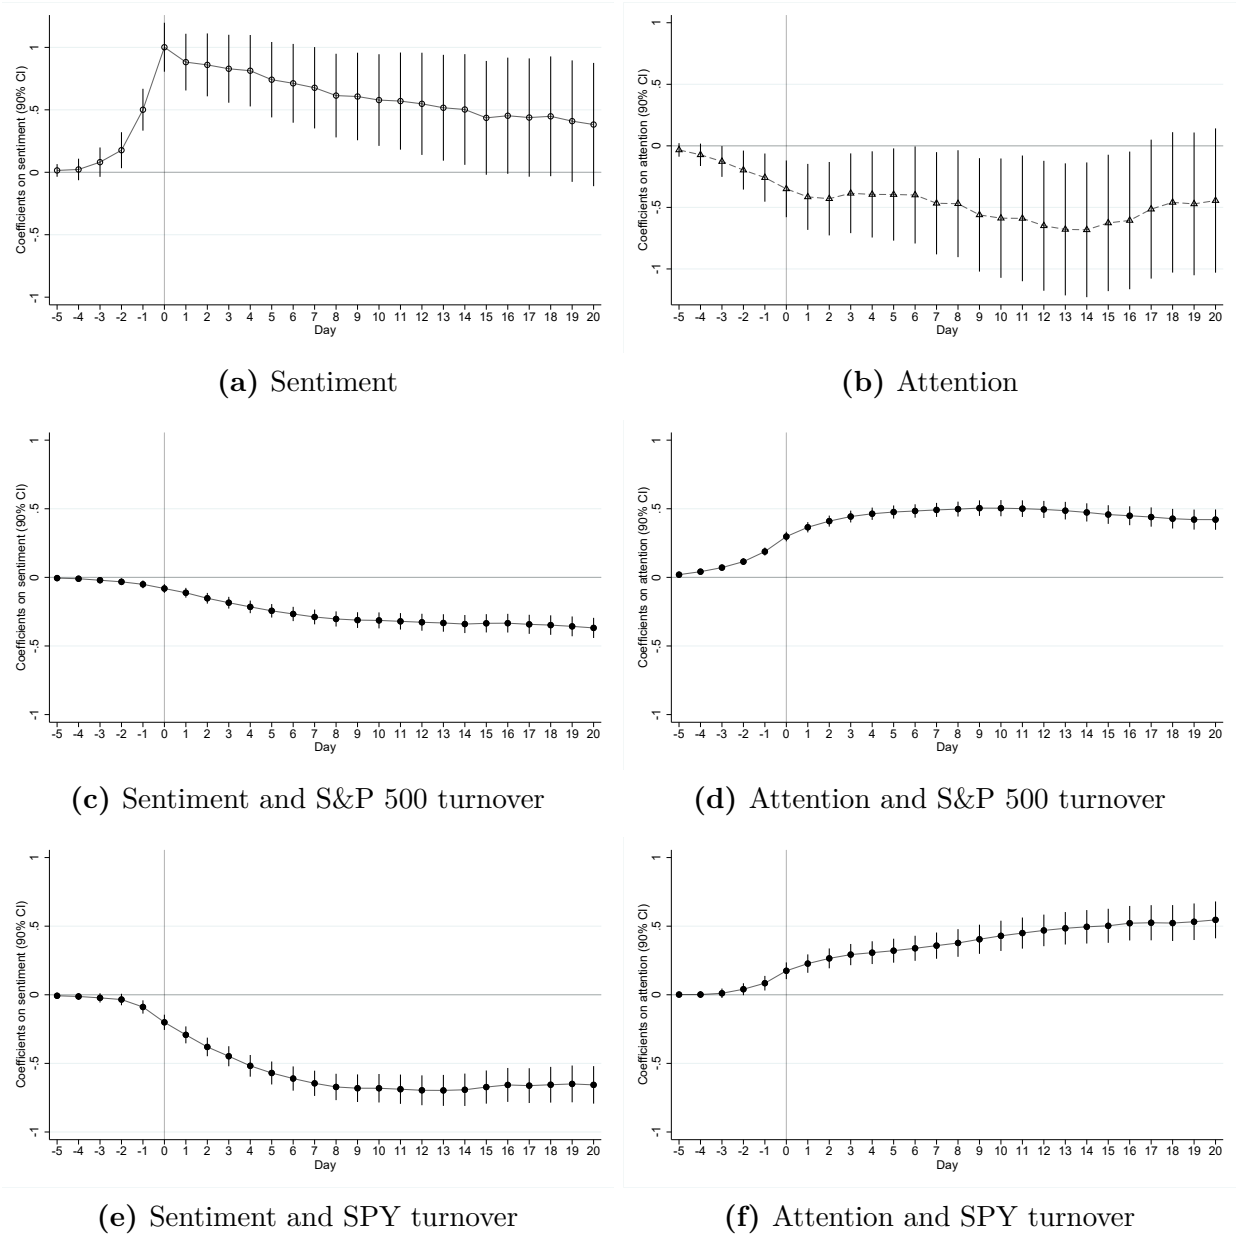 Coefficients on sentiment (90% CI)
1
.5
0
-.5
-1
-5 -4 -3 -2 -1 0 1 2 3 4 5 6 7 8 9 10 11 12 13 14 15 16 17 18 19 20
Day
(a) Sentiment
Coefficients on attention (90% CI)
1
.5
0
-.5
-1
-5 -4 -3 -2 -1 0 1 2 3 4 5 6 7 8 9 10 11 12 13 14 15 16 17 18 19 20
Day
(b) Attention
Coefficients on sentiment (90% CI)
1
.5
0
-.5
-1
-5 -4 -3 -2 -1 0 1 2 3 4 5 6 7 8 9 10 11 12 13 14 15 16 17 18 19 20
Day
(c) Sentiment and S&P 500 turnover
Coefficients on attention (90% CI)
1
.5
0
-.5
-1
-5 -4 -3 -2 -1 0 1 2 3 4 5 6 7 8 9 10 11 12 13 14 15 16 17 18 19 20
Day
(d) Attention and S&P 500 turnover
Coefficients on sentiment (90% CI)
1
.5
0
-.5
-1
-5 -4 -3 -2 -1 0 1 2 3 4 5 6 7 8 9 10 11 12 13 14 15 16 17 18 19 20
Day
(e) Sentiment and SPY turnover
Coefficients on attention (90% CI)
1
.5
0
-.5
-1
-5 -4 -3 -2 -1 0 1 2 3 4 5 6 7 8 9 10 11 12 13 14 15 16 17 18 19 20
Day
(f) Attention and SPY turnover